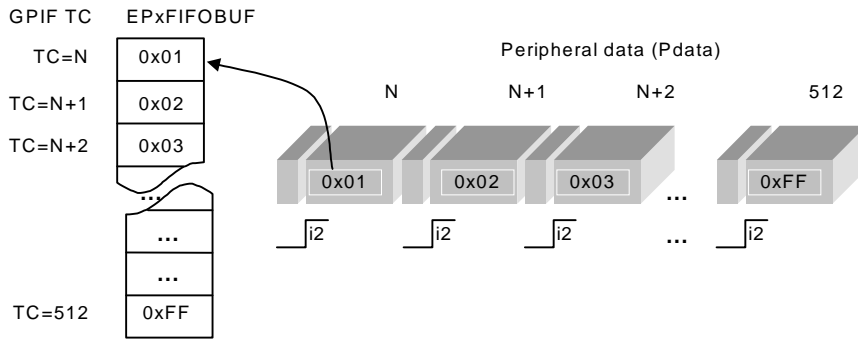 GPIF TC EPxFIFOBUF
TC=N 0x01
TC=N+1 0x02
TC=N+2 0x03
...
...
...
TC=512 0xFF
Peripheral data (Pdata)
N N+1 N+2 512
0x01 0x02 0x03 ... 0xFF
i2 i2 i2 ... i2